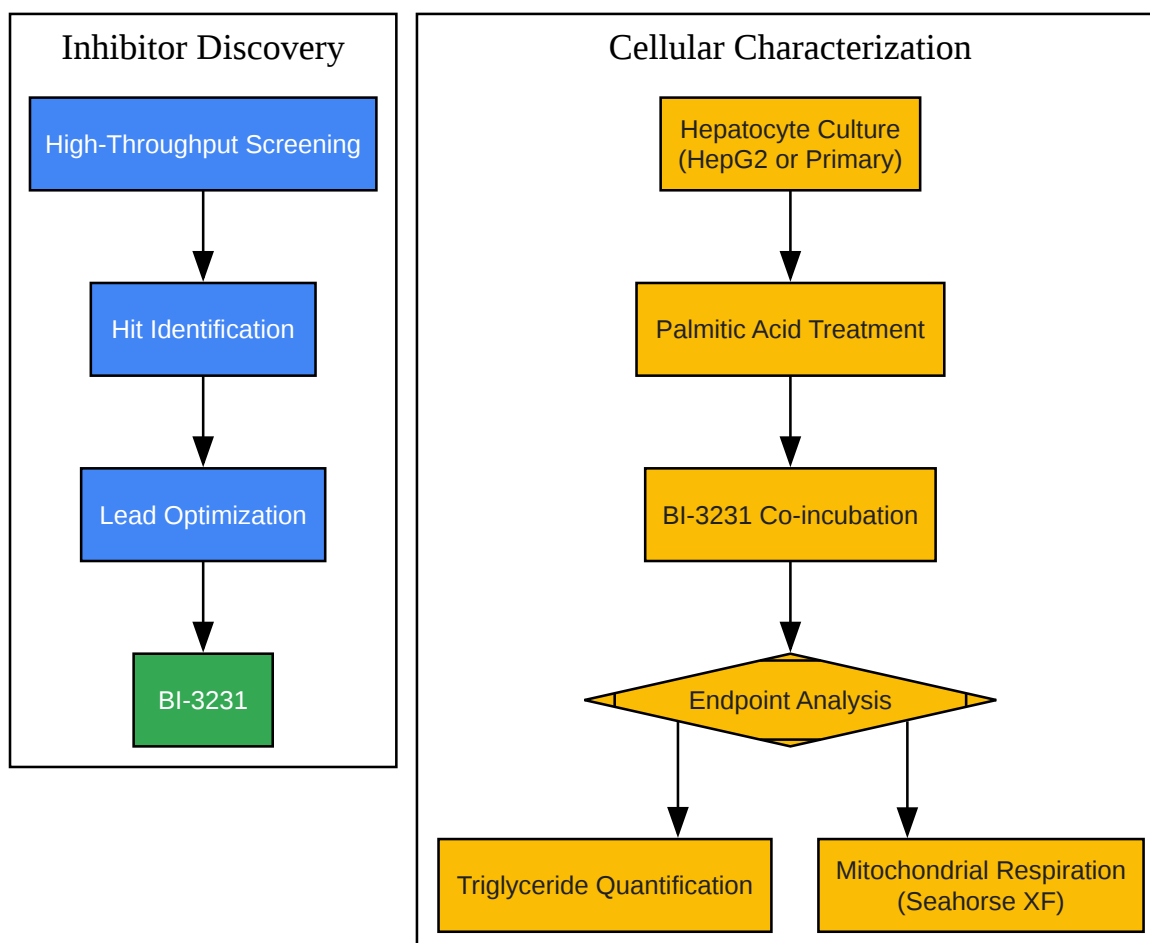 Inhibitor Discovery
High-Throughput Screening
Hit Identification
Lead Optimization
BI-3231
Cellular Characterization
Hepatocyte Culture
(HepG2 or Primary)
Palmitic Acid Treatment
BI-3231 Co-incubation
Endpoint Analysis
Triglyceride Quantification
Mitochondrial Respiration
(Seahorse XF)